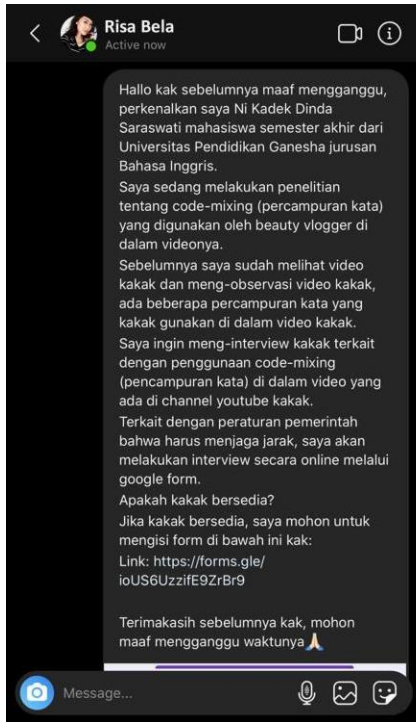 Risa Bela
Active now
Hallo kak sebelumnya maaf mengganggu,
perkenalkan saya Ni Kadek Dinda
Saraswati mahasiswa semester akhir dari
Universitas Pendidikan Ganesha jurusan
Bahasa Inggris.
Saya sedang melakukan penelitian
tentang code-mixing (percampuran kata)
yang digunakan oleh beauty vlogger di
dalam videonya.
Sebelumnya saya sudah melihat video
kakak dan meng-observasi video kakak,
ada beberapa percampuran kata yang
kakak gunakan di dalam video kakak.
Saya ingin meng-interview kakak terkait
dengan penggunaan code-mixing
(pencampuran kata) di dalam video yang
ada di channel youtube kakak.
Terkait dengan peraturan pemerintah
bahwa harus menjaga jarak, saya akan
melakukan interview secara online melalui
google form.
Apakah kakak bersedia?
Jika kakak bersedia, saya mohon untuk
mengisi form di bawah ini kak:
Link: https://forms.gle/
ioUS6UzzifE9ZrBr9
Terimakasih sebelumnya kak, mohon
maaf mengganggu waktunya🙏🏻
Message...